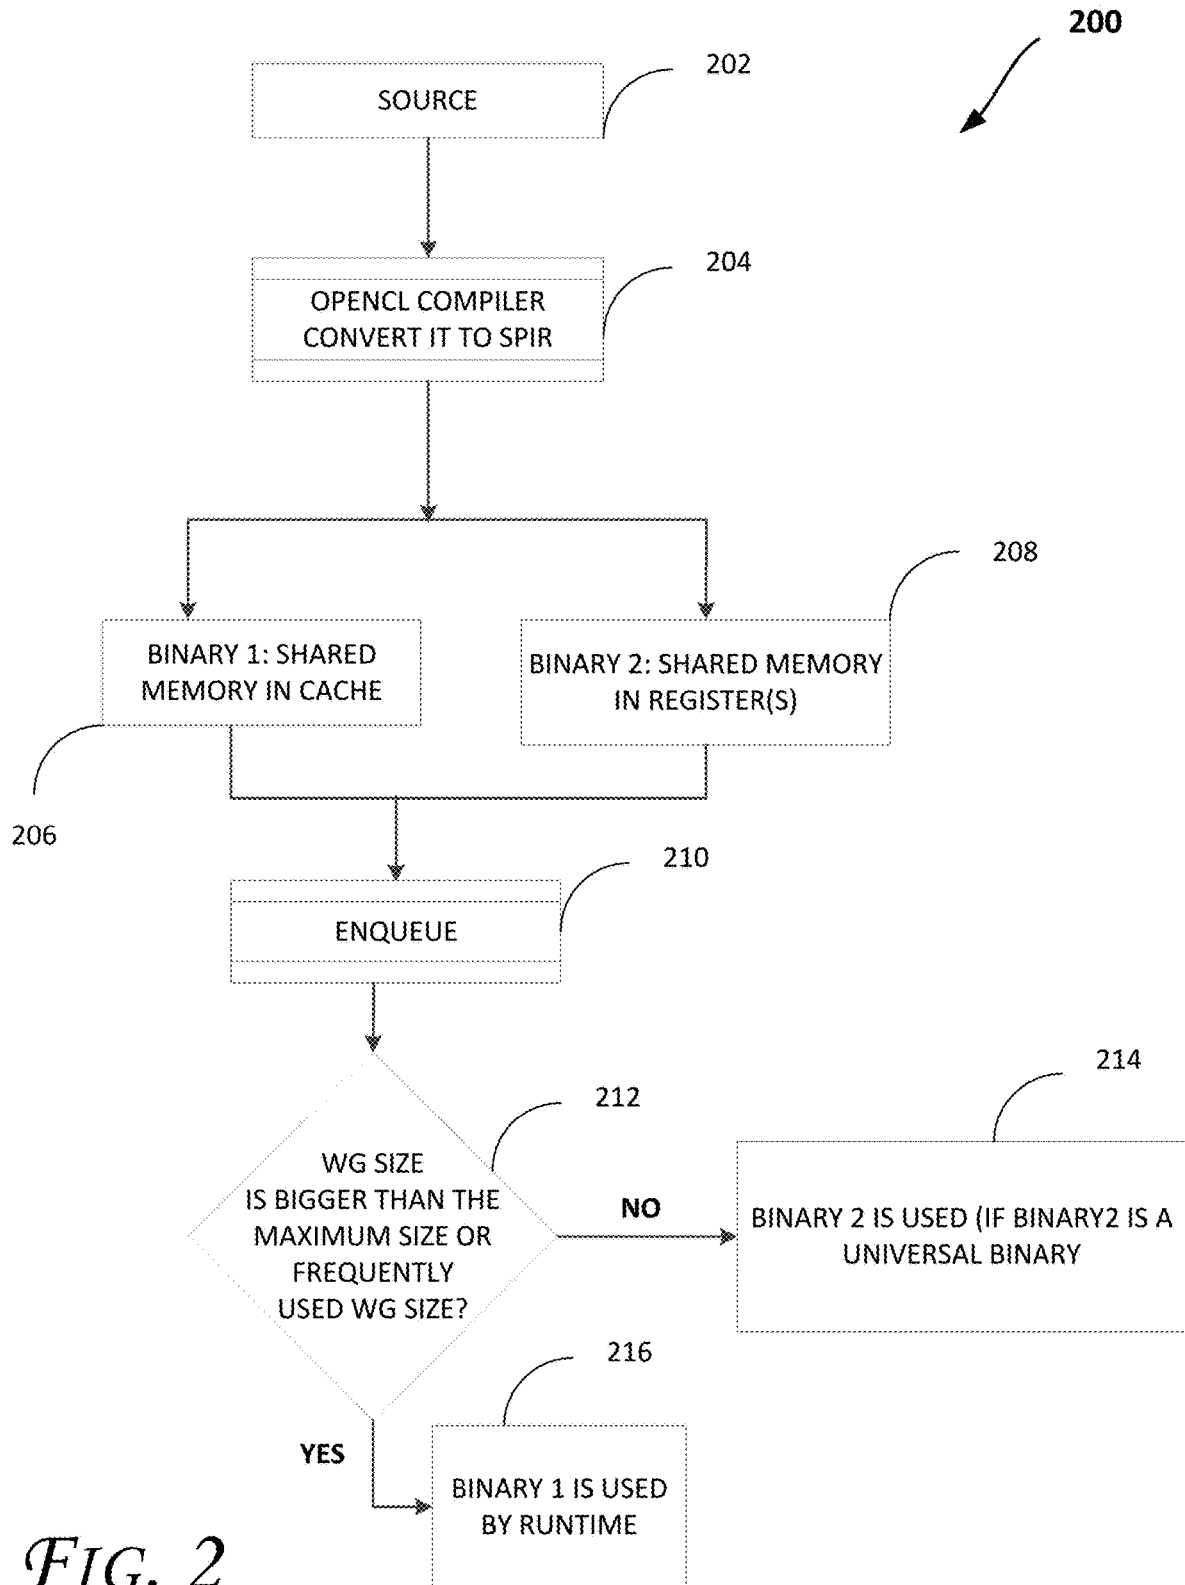 200
202
SOURCE
204
OPENCL COMPILER
CONVERT IT TO SPIR
208
BINARY 1: SHARED
MEMORY IN CACHE
BINARY 2: SHARED MEMORY
IN REGISTER(S)
206
210
ENQUEUE
212
214
WG SIZE
IS BIGGER THAN THE
MAXIMUM SIZE OR
FREQUENTLY
USED WG SIZE?
NO
BINARY 2 IS USED (IF BINARY2 IS A
UNIVERSAL BINARY
216
YES
BINARY 1 IS USED
BY RUNTIME
FIG. 2